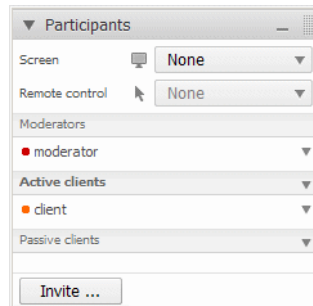 Participants
Screen None
Remote control None
Moderators
moderator
Active clients
client
Passive clients
Invite ...